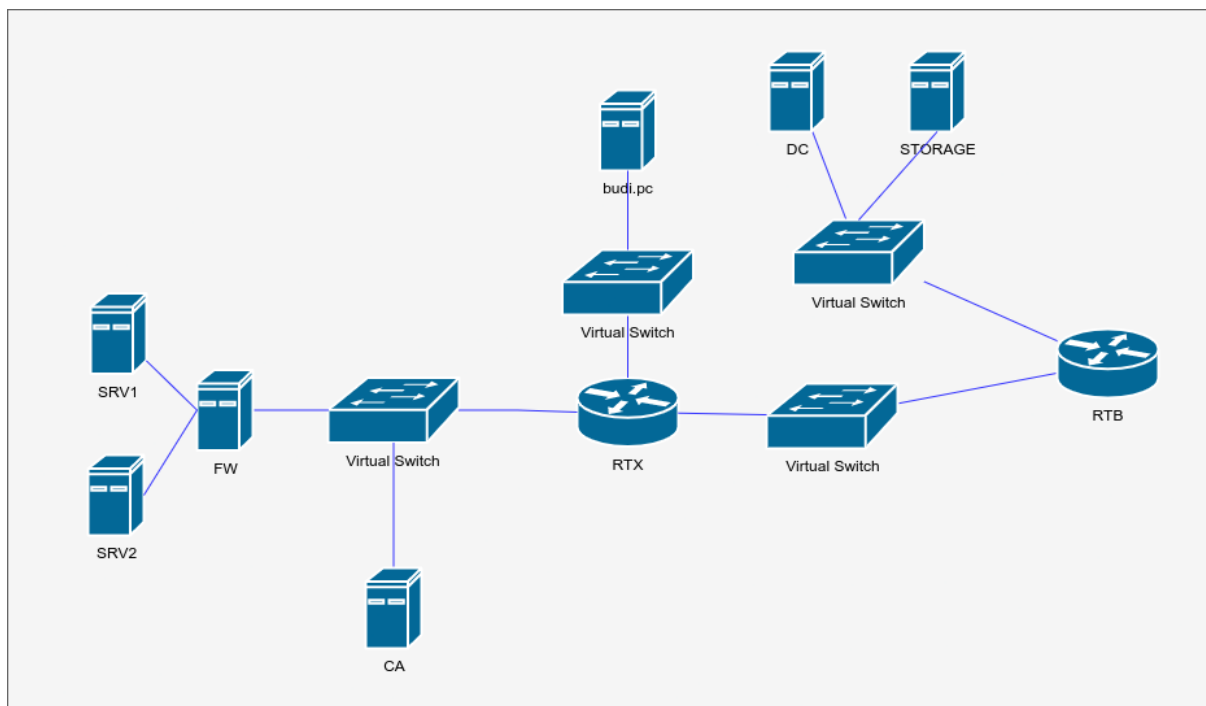 DC
STORAGE
budi.pc
Virtual Switch
Virtual Switch
SRV1
RTB
FW
Virtual Switch
RTX
Virtual Switch
SRV2
CA